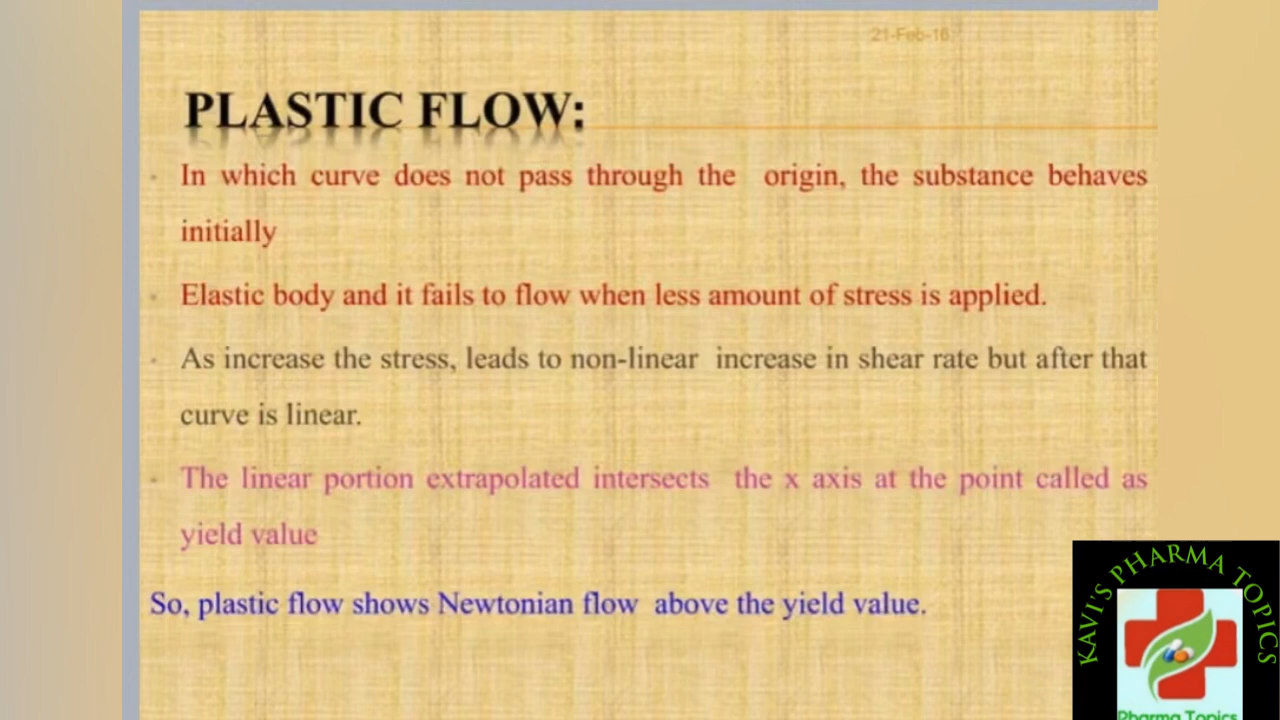 21-Feb-16
PLASTIC FLOW:
In which curve does not pass through the origin, the substance behaves
initially
Elastic body and it fails to flow when less amount of stress is applied.
As increase the stress, leads to non-linear increase in shear rate but after that
curve is linear.
The linear portion extrapolated intersects the x axis at the point called as
yield value
So, plastic flow shows Newtonian flow above the yield value.
KAVI'S PHARMA TOPICS
Pharma Topics